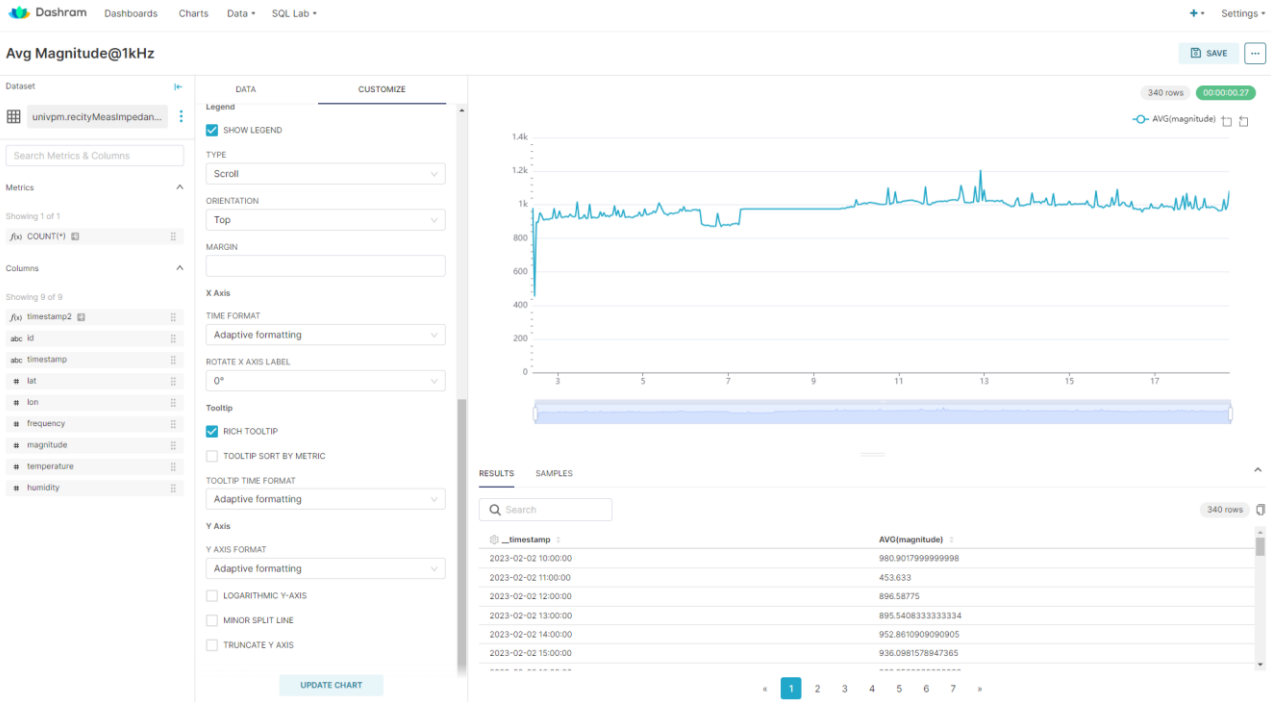 Dashram Dashboards Charts Data SQL Lab Settings
Avg Magnitude@1kHz
SAVE
Dataset
univpm.recityMeasImpedan...
Search Metrics & Columns
Metrics
Showing 1 of 1
f(x) COUNT(*)
Columns
Showing 9 of 9
f(x) timestamp2
abc id
abc timestamp
# lat
# lon
# frequency
# magnitude
# temperature
# humidity
DATA CUSTOMIZE
Legend
SHOW LEGEND
TYPE
Scroll
ORIENTATION
Top
MARGIN
X Axis
TIME FORMAT
Adaptive formatting
ROTATE X AXIS LABEL
0°
Tooltip
RICH TOOLTIP
TOOLTIP SORT BY METRIC
TOOLTIP TIME FORMAT
Adaptive formatting
Y Axis
Y AXIS FORMAT
Adaptive formatting
LOGARITHMIC Y-AXIS
MINOR SPLIT LINE
TRUNCATE Y AXIS
UPDATE CHART
340 rows 00:00:00.27
AVG(magnitude)
1.4k
1.2k
1k
800
600
400
200
0
3 5 7 9 11 13 15 17
RESULTS SAMPLES
Search
340 rows
__timestamp AVG(magnitude)
2023-02-02 10:00:00 980.9017999999998
2023-02-02 11:00:00 453.633
2023-02-02 12:00:00 896.58775
2023-02-02 13:00:00 895.5408333333334
2023-02-02 14:00:00 952.8610909090905
2023-02-02 15:00:00 936.0981578947365
« 1 2 3 4 5 6 7 »